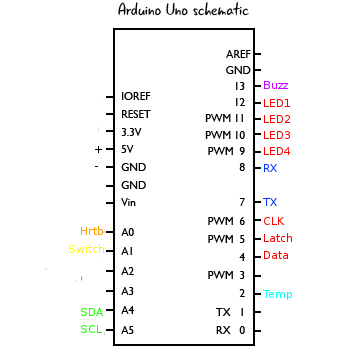 Arduino Uno schematic
AREF
GND
13 Buzz
12 LED1
PWM 11 LED2
PWM 10 LED3
PWM 9 LED4
8 RX
7 TX
PWM 6 CLK
PWM 5 Latch
4 Data
PWM 3
2 Temp
TX 1
RX 0
IOREF
RESET
3.3V
+ 5V
- GND
GND
Vin
Hrtb A0
Switch A1
A2
A3
SDA A4
SCL A5